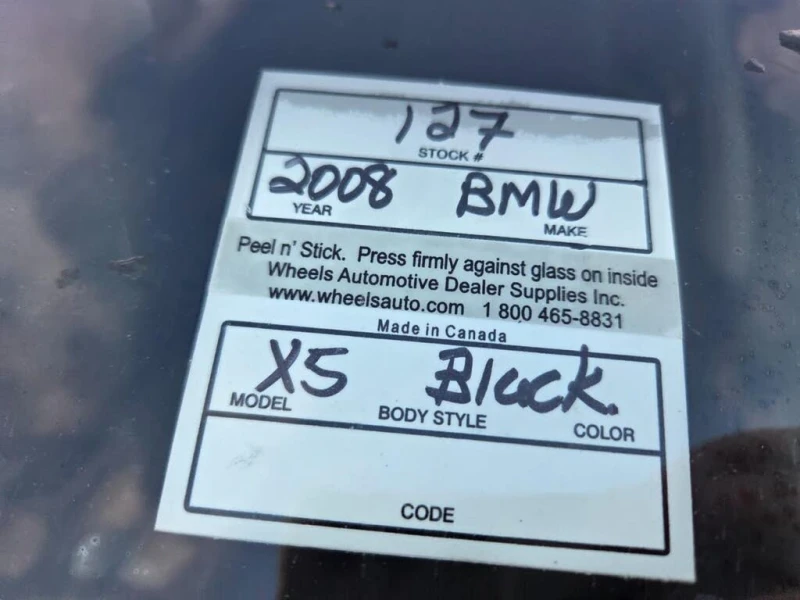 127
STOCK #
2008 BMW
YEAR MAKE
Peel n' Stick. Press firmly against glass on inside
Wheels Automotive Dealer Supplies Inc.
www.wheelsauto.com 1 800 465-8831
Made in Canada
X5 Black.
MODEL BODY STYLE COLOR
CODE